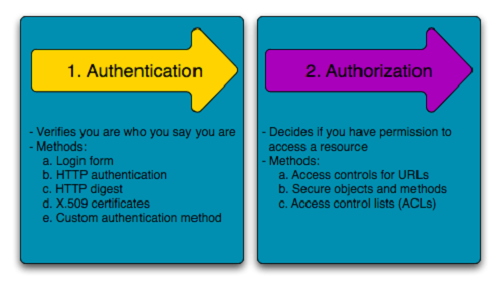 1. Authentication
- Verifies you are who you say you are
- Methods:
a. Login form
b. HTTP authentication
c. HTTP digest
d. X.509 certificates
e. Custom authentication method
2. Authorization
- Decides if you have permission to
access a resource
- Methods:
a. Access controls for URLs
b. Secure objects and methods
c. Access control lists (ACLs)